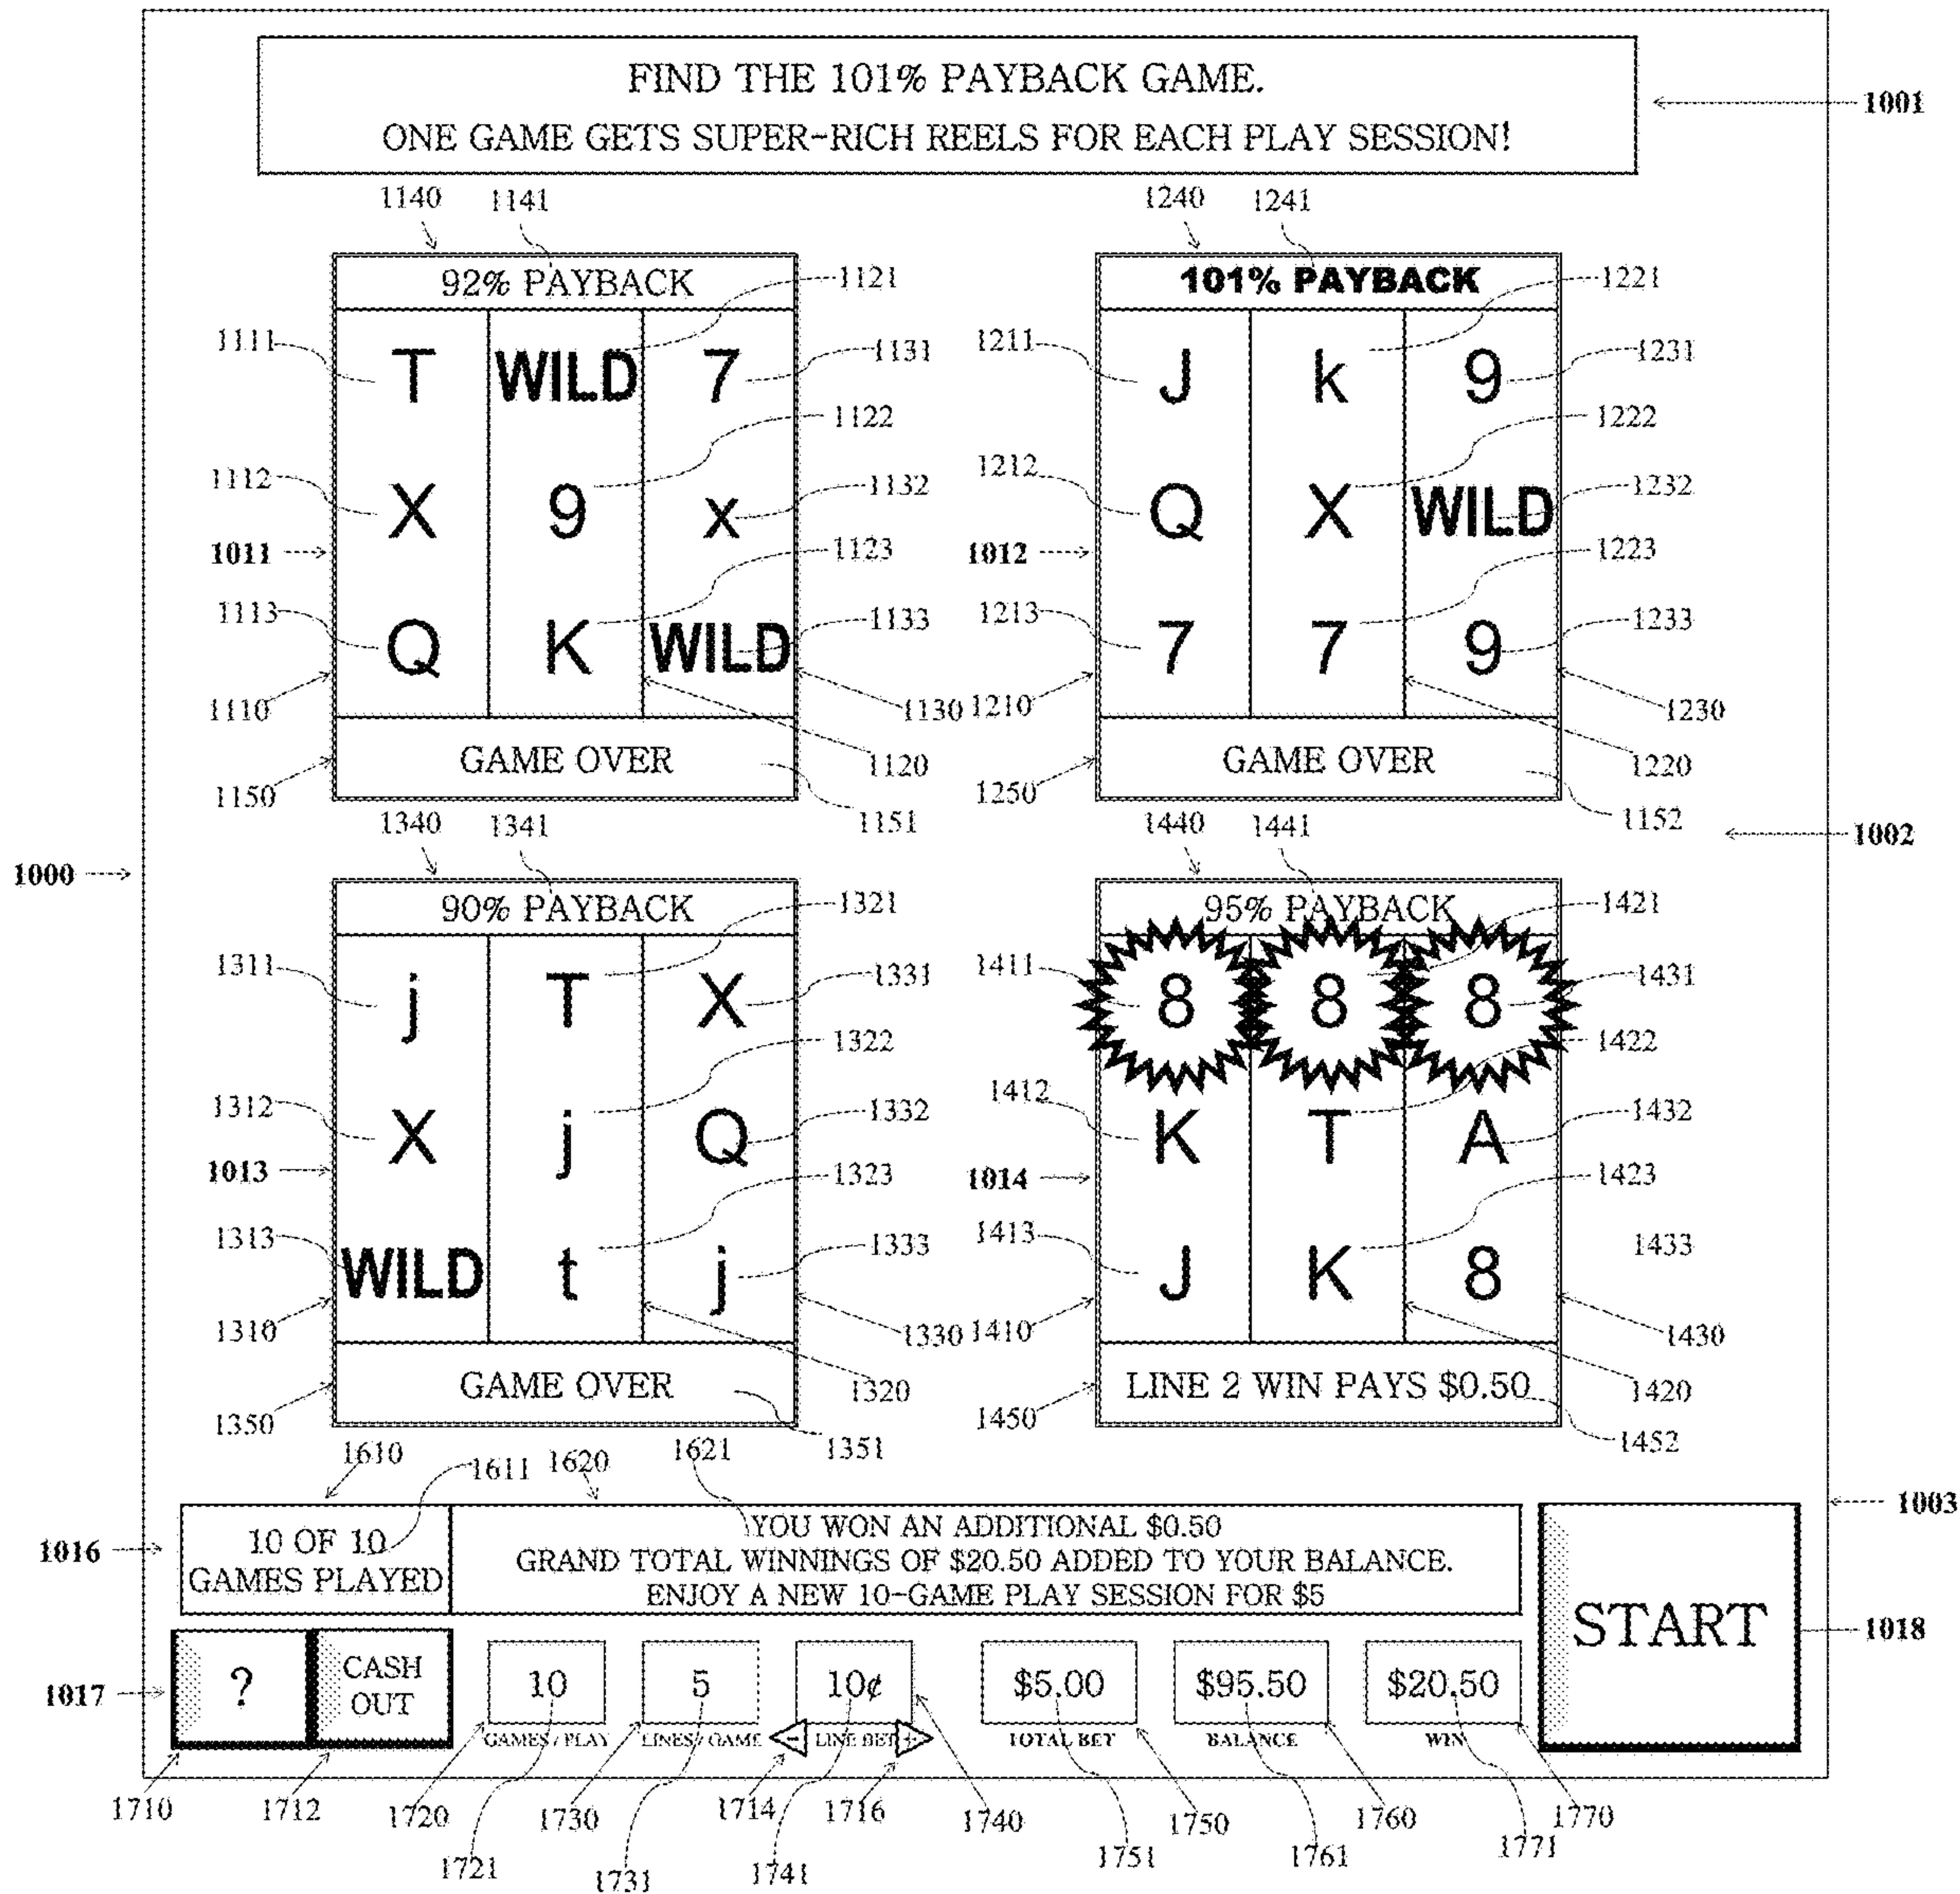 FIND THE 101% PAYBACK GAME.
1001
ONE GAME GETS SUPER-RICH REELS FOR EACH PLAY SESSION!
1140 1141 1240 1241
92% PAYBACK 1121 101% PAYBACK 1221
1111 T WILD 7 1131 1211 J k 9 1231
1122 1222
1112 X 9 x 1132 1212 Q X WILD 1232
1011 1123 1012 1223
1113 Q K WILD 1133 1213 7 7 9 1233
1110 1130 1210 1230
GAME OVER 1120 GAME OVER 1220
1150 1151 1250 1152
1340 1341 1440 1441 1002
1000
90% PAYBACK 1321 95% PAYBACK 1421
1311 j T X 1331 1411 8 8 8 1431
1322 1422
1312 X j Q 1332 1412 K T A 1432
1013 1323 1014 1423
1313 WILD t j 1333 1413 J K 8 1433
1310 1330 1410 1430
GAME OVER 1320 LINE 2 WIN PAYS $0.50 1420
1350 1351 1450 1452
1610 1611 1620 1621
1003
YOU WON AN ADDITIONAL $0.50
1016 10 OF 10 GRAND TOTAL WINNINGS OF $20.50 ADDED TO YOUR BALANCE.
GAMES PLAYED ENJOY A NEW 10-GAME PLAY SESSION FOR $5
START 1018
1017 ? CASH OUT 10 5 10¢ $5.00 $95.50 $20.50
GAMES / PLAY LINES / GAME - LINE BET + TOTAL BET BALANCE WIN
1710 1712 1720 1730 1714 1716 1740 1750 1760 1770
1721 1731 1741 1751 1761 1771